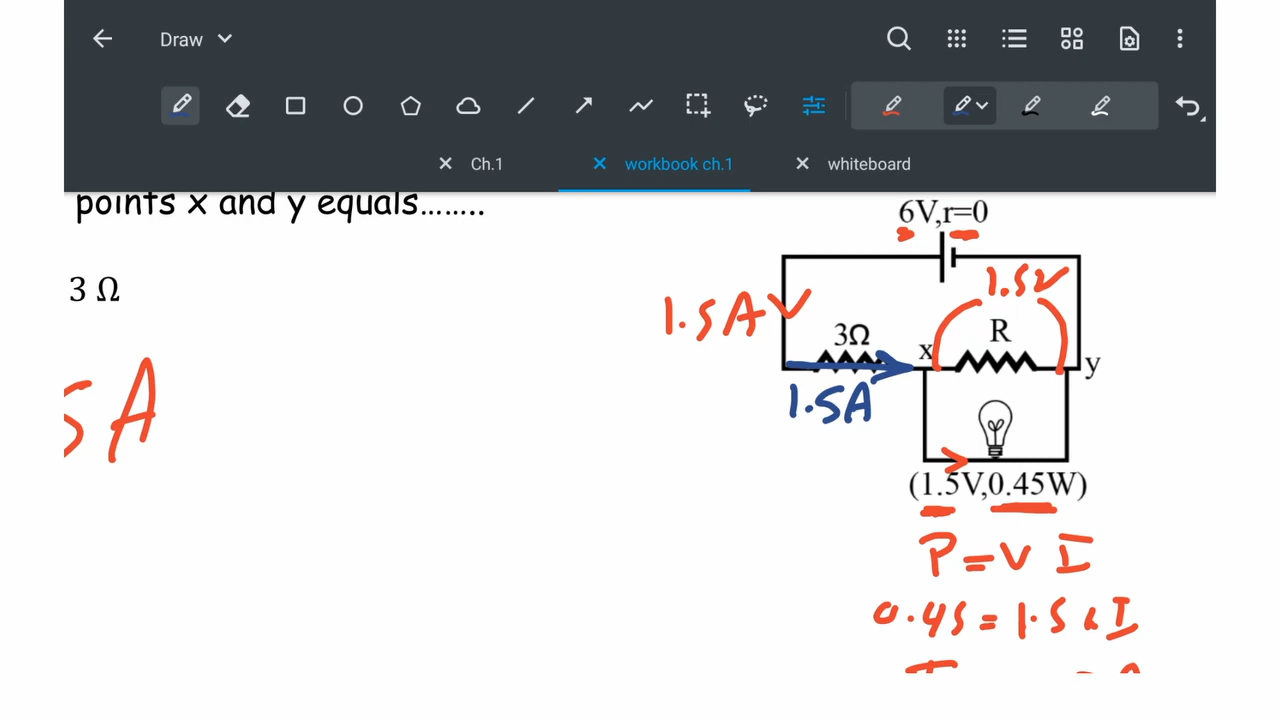 Draw
Ch.1
workbook ch.1
whiteboard
points x and y equals........
3 Ω
5 A
6V,r=0
1.5V
1.5A
3Ω
x
R
y
1.5A
(1.5V,0.45W)
P=VI
0.45=1.5xI